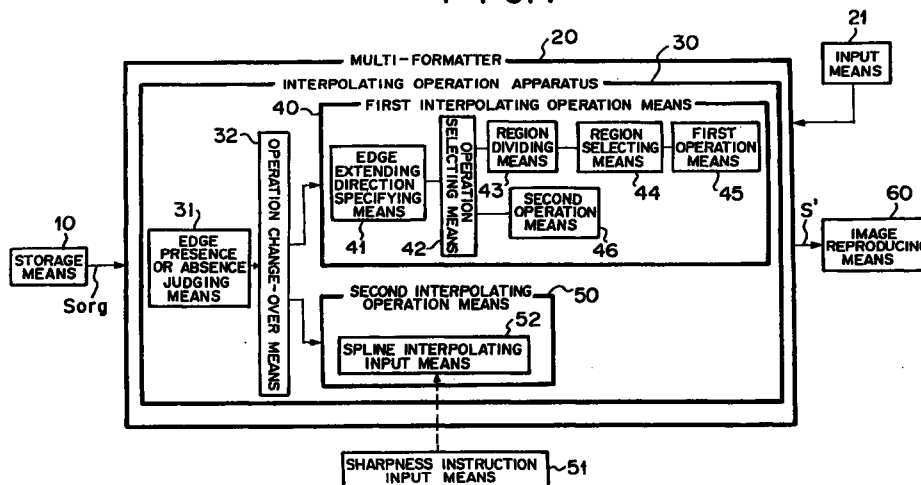 21
20
INPUT
MEANS
MULTI-FORMATTER
30
INTERPOLATING OPERATION APPARATUS
40
FIRST INTERPOLATING OPERATION MEANS
32
OPERATION CHANGE-OVER MEANS
EDGE
EXTENDING
DIRECTION
SPECIFYING
MEANS
41
OPERATION
SELECTING MEANS
42
REGION
DIVIDING
MEANS
43
REGION
SELECTING
MEANS
44
FIRST
OPERATION
MEANS
45
SECOND
OPERATION
MEANS
46
31
EDGE
PRESENCE
OR ABSENCE
JUDGING
MEANS
10
STORAGE
MEANS
Sorg
S'
60
IMAGE
REPRODUCING
MEANS
SECOND INTERPOLATING
OPERATION MEANS
50
52
SPLINE INTERPOLATING
INPUT MEANS
SHARPNESS INSTRUCTION
INPUT MEANS
51